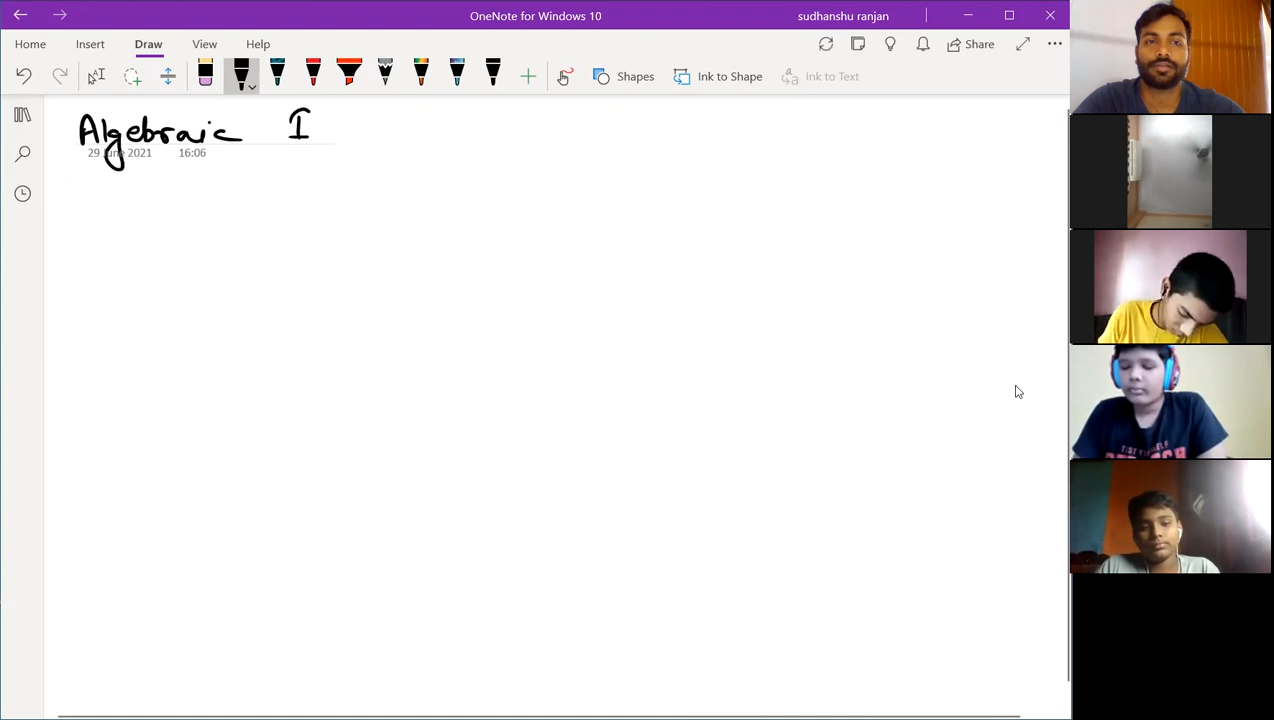 OneNote for Windows 10
sudhanshu ranjan
Home Insert Draw View Help
Share
Shapes Ink to Shape Ink to Text
Algebraic I
29 June 2021 16:06